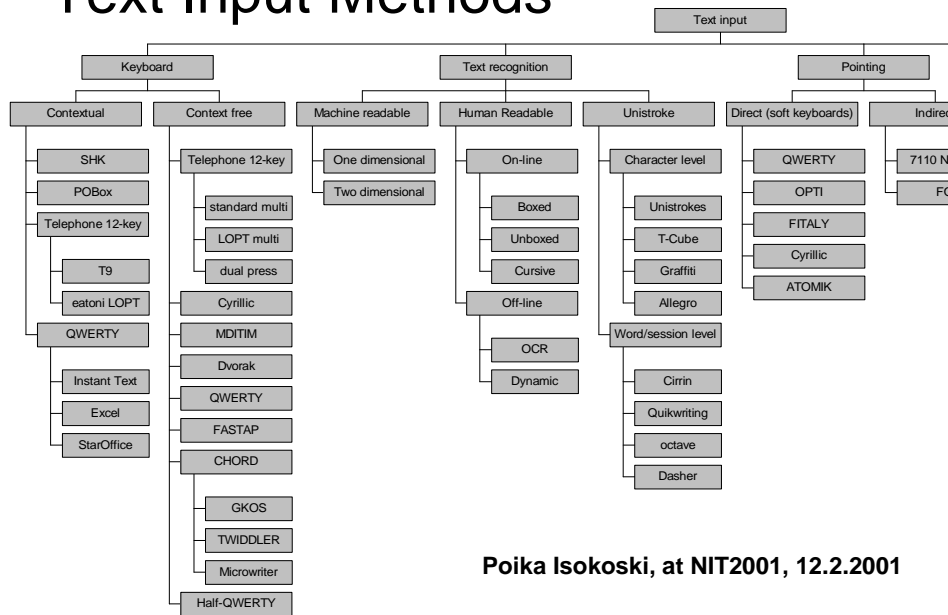 Text Input Methods
Text input
Keyboard
Text recognition
Pointing
Contextual
Context free
Machine readable
Human Readable
Unistroke
Direct (soft keyboards)
Indirec
SHK
POBox
Telephone 12-key
T9
eatoni LOPT
QWERTY
Instant Text
Excel
StarOffice
Telephone 12-key
standard multi
LOPT multi
dual press
Cyrillic
MDITIM
Dvorak
QWERTY
FASTAP
CHORD
GKOS
TWIDDLER
Microwriter
Half-QWERTY
One dimensional
Two dimensional
On-line
Boxed
Unboxed
Cursive
Off-line
OCR
Dynamic
Character level
Unistrokes
T-Cube
Graffiti
Allegro
Word/session level
Cirrin
Quikwriting
octave
Dasher
QWERTY
OPTI
FITALY
Cyrillic
ATOMIK
7110 N
Poika Isokoski, at NIT2001, 12.2.2001